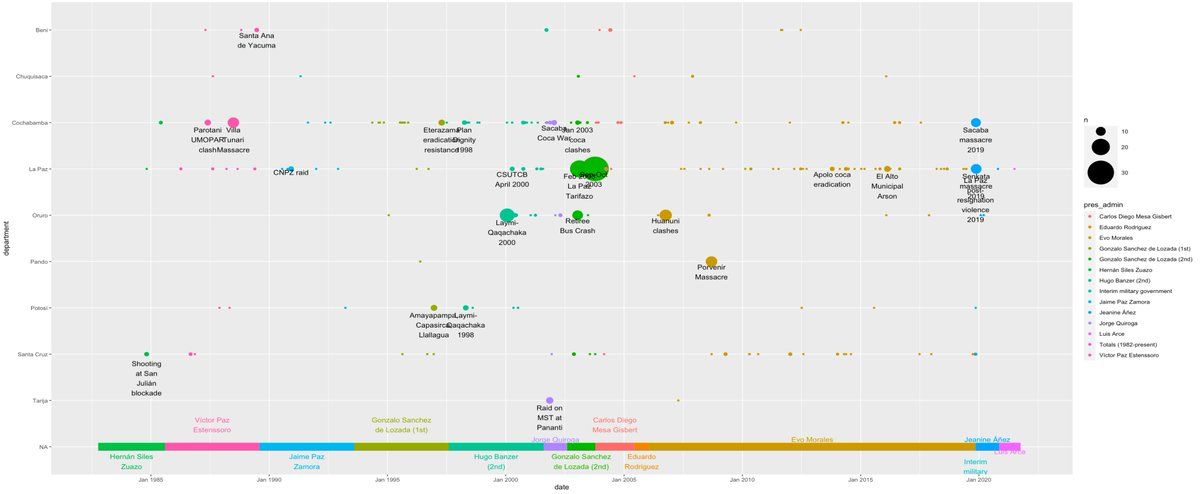 Beni
Santa Ana
de Yacuma
Chuquisaca
Cochabamba
Parotani
UMOPAR
clash
Villa
Tunari
Massacre
Eterazama
eradication
resistance
Plan
Dignity
1998
Sacaba
Coca War
Jan 2003
coca
clashes
Sacaba
massacre
2019
La Paz
CNPZ raid
CSUTCB
April 2000
Feb 2003
La Paz
Tarifazo
Sep-Oct
2003
Apolo coca
eradication
El Alto
Municipal
Arson
Senkata
massacre
2019
La Paz
post-
resignation
violence
2019
Oruro
Laymi-
Qaqachaka
2000
Retiree
Bus Crash
Huanuni
clashes
Pando
Porvenir
Massacre
Potosí
Amayapampa,
Capasirca,
Llallagua
Laymi-
Qaqachaka
1998
Santa Cruz
Shooting
at San
Julián
blockade
Tarija
Raid on
MST at
Pananti
NA
Hernán Siles
Zuazo
Víctor Paz
Estenssoro
Jaime Paz
Zamora
Gonzalo Sanchez
de Lozada (1st)
Hugo Banzer
(2nd)
Jorge Quiroga
Gonzalo Sanchez
de Lozada (2nd)
Carlos Diego
Mesa Gisbert
Eduardo
Rodríguez
Evo Morales
Jeanine Áñez
Interim
military
Luis Arce
Jan 1985
Jan 1990
Jan 1995
Jan 2000
Jan 2005
Jan 2010
Jan 2015
Jan 2020
date
department
n
10
20
30
pres_admin
Carlos Diego Mesa Gisbert
Eduardo Rodríguez
Evo Morales
Gonzalo Sanchez de Lozada (1st)
Gonzalo Sanchez de Lozada (2nd)
Hernán Siles Zuazo
Hugo Banzer (2nd)
Interim military government
Jaime Paz Zamora
Jeanine Áñez
Jorge Quiroga
Luis Arce
Totals (1982-present)
Víctor Paz Estenssoro